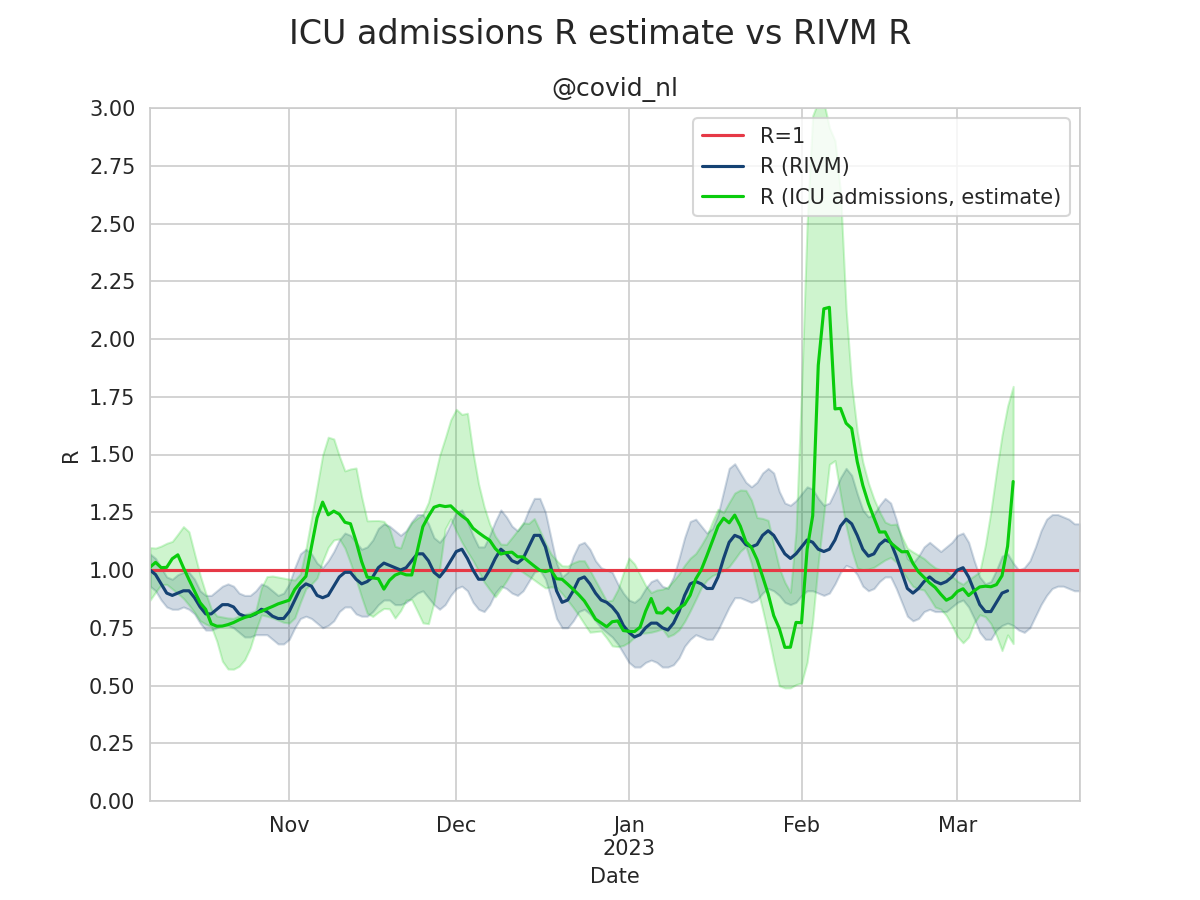 ICU admissions R estimate vs RIVM R
@covid_nl
R=1
R (RIVM)
R (ICU admissions, estimate)
3.00
2.75
2.50
2.25
2.00
1.75
1.50
1.25
1.00
0.75
0.50
0.25
0.00
R
Nov Dec Jan Feb Mar
2023
Date